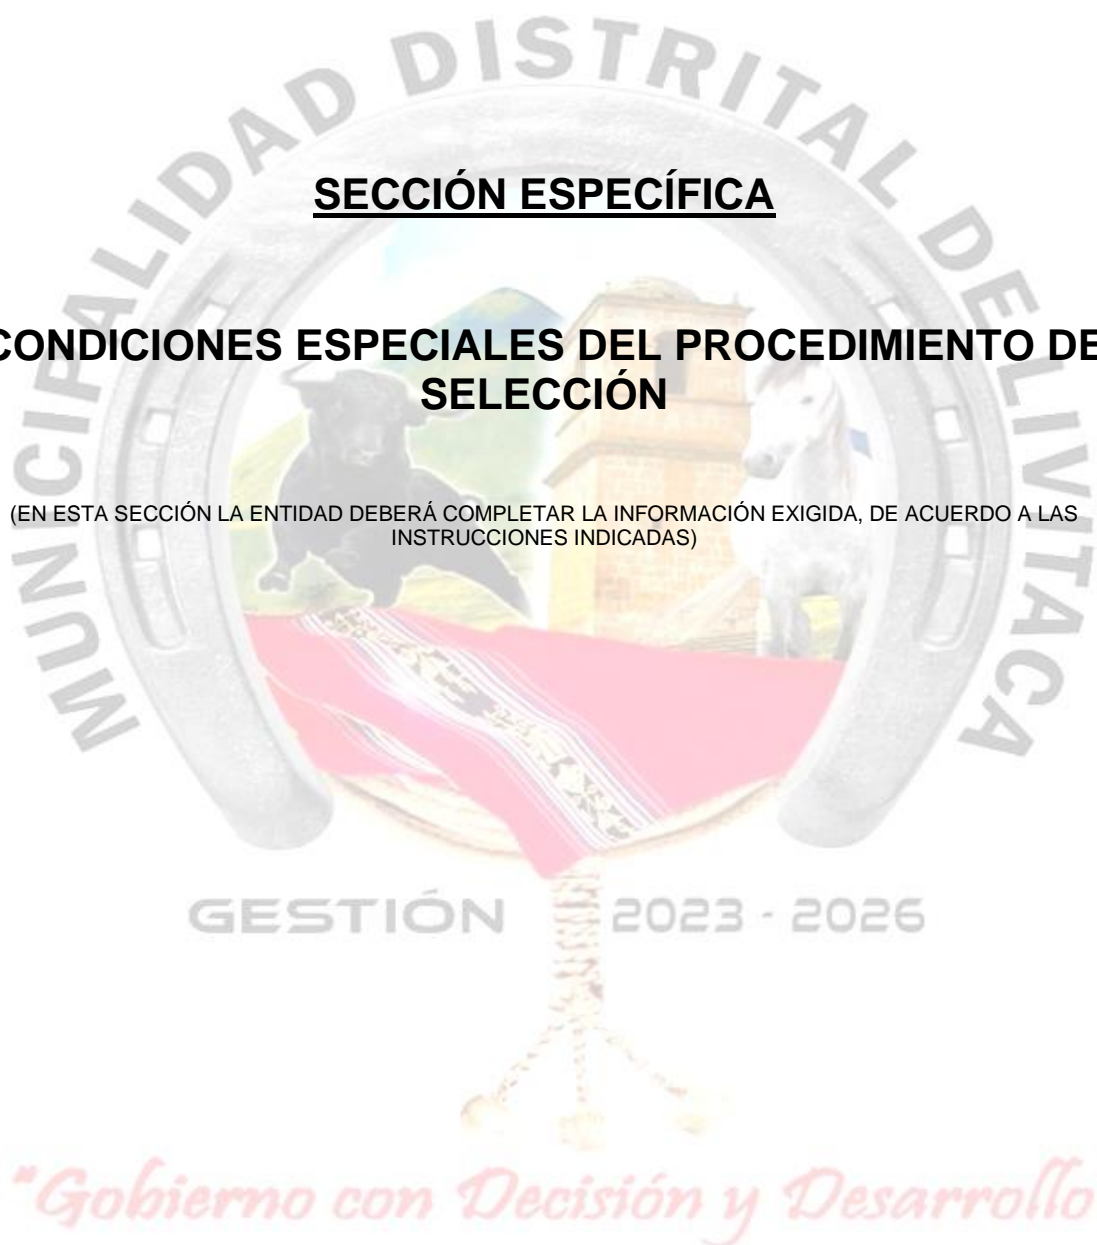 MUNICIPALIDAD DISTRITAL DE LIVITACA
SECCIÓN ESPECÍFICA
CONDICIONES ESPECIALES DEL PROCEDIMIENTO DE
SELECCIÓN
(EN ESTA SECCIÓN LA ENTIDAD DEBERÁ COMPLETAR LA INFORMACIÓN EXIGIDA, DE ACUERDO A LAS
INSTRUCCIONES INDICADAS)
GESTIÓN 2023 - 2026
"Gobierno con Decisión y Desarrollo